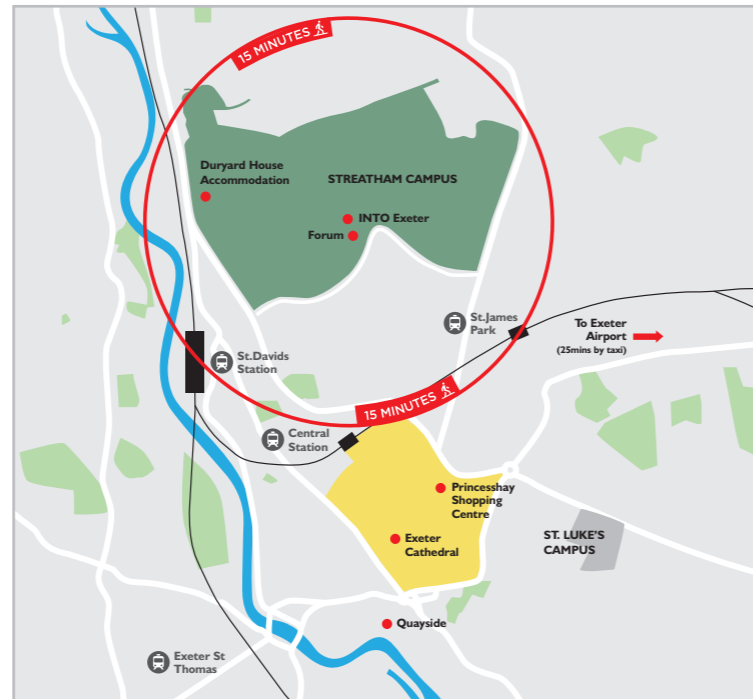 15 MINUTES
Duryard House
Accommodation
STREATHAM CAMPUS
INTO Exeter
Forum
St.James
Park
To Exeter
Airport
(25mins by taxi)
St.Davids
Station
15 MINUTES
Central
Station
Princesshay
Shopping
Centre
Exeter
Cathedral
ST. LUKE'S
CAMPUS
Quayside
Exeter St
Thomas